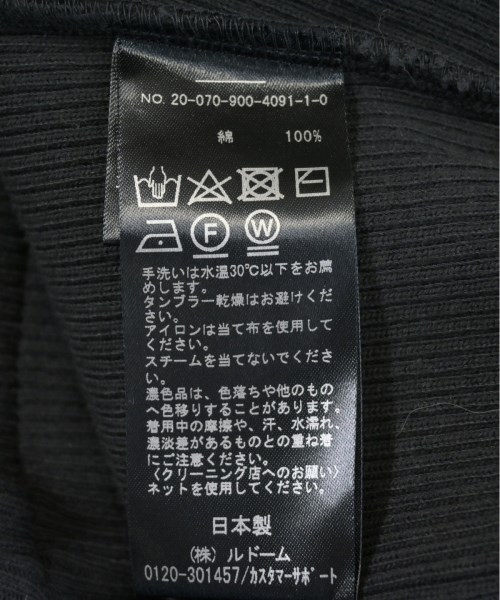 NO. 20-070-900-4091-1-0
綿 100%
F W
手洗いは水温30℃以下をお薦
めします。
タンブラー乾燥はお避けくださ
い。
アイロンは当て布を使用して
ください。
スチームを当てないでくださ
い。
濃色品は、色落ちや他のもの
へ色移りすることがあります。
着用中の摩擦や、汗、水濡れ、
濃淡差があるものとの重ね着
にご注意ください。
〈クリーニング店へのお願い〉
ネットを使用してください。
日本製
(株) ルドーム
0120-301457/ｶｽﾀﾏｰｻﾎﾟｰﾄ